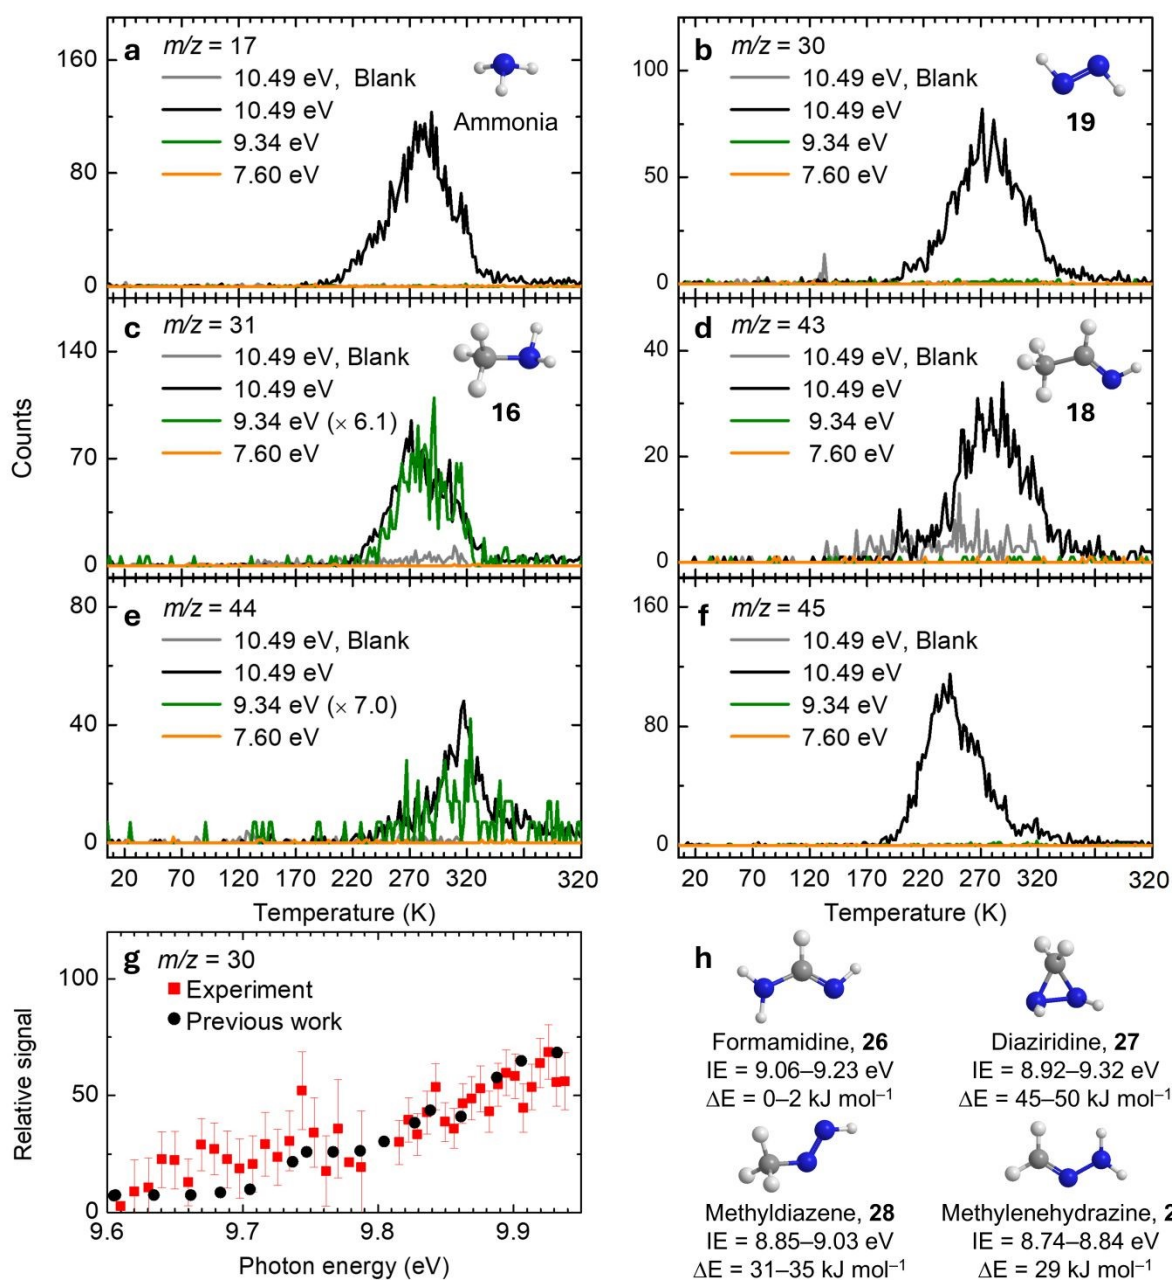 a m/z = 17
10.49 eV, Blank
10.49 eV
9.34 eV
7.60 eV
Ammonia
160
80
0
b m/z = 30
10.49 eV, Blank
10.49 eV
9.34 eV
7.60 eV
19
100
50
0
c m/z = 31
10.49 eV, Blank
10.49 eV
9.34 eV (× 6.1)
7.60 eV
16
140
70
0
d m/z = 43
10.49 eV, Blank
10.49 eV
9.34 eV
7.60 eV
18
40
20
0
Counts
e m/z = 44
10.49 eV, Blank
10.49 eV
9.34 eV (× 7.0)
7.60 eV
80
40
0
20 70 120 170 220 270 320 320
Temperature (K)
f m/z = 45
10.49 eV, Blank
10.49 eV
9.34 eV
7.60 eV
160
80
0
20 70 120 170 220 270 320 320
Temperature (K)
g m/z = 30
Experiment
Previous work
100
50
0
Relative signal
9.6 9.7 9.8 9.9
Photon energy (eV)
h
Formamidine, 26
IE = 9.06–9.23 eV
ΔE = 0–2 kJ mol⁻¹
Diaziridine, 27
IE = 8.92–9.32 eV
ΔE = 45–50 kJ mol⁻¹
Methyldiazene, 28
IE = 8.85–9.03 eV
ΔE = 31–35 kJ mol⁻¹
Methylenehydrazine,
IE = 8.74–8.84 eV
ΔE = 29 kJ mol⁻¹